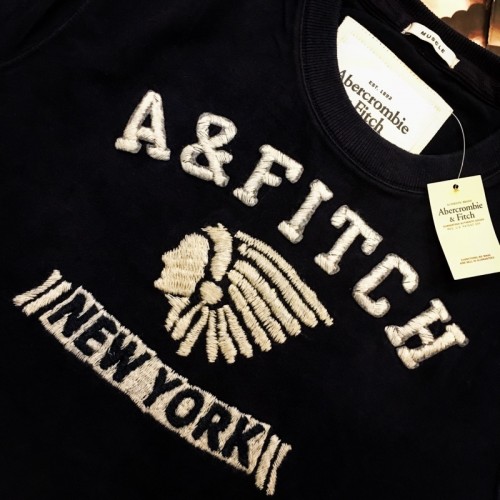 MUSCLE
EST. 1892
Abercrombie
& Fitch
A&FITCH
NEW YORK
Abercrombie
& Fitch